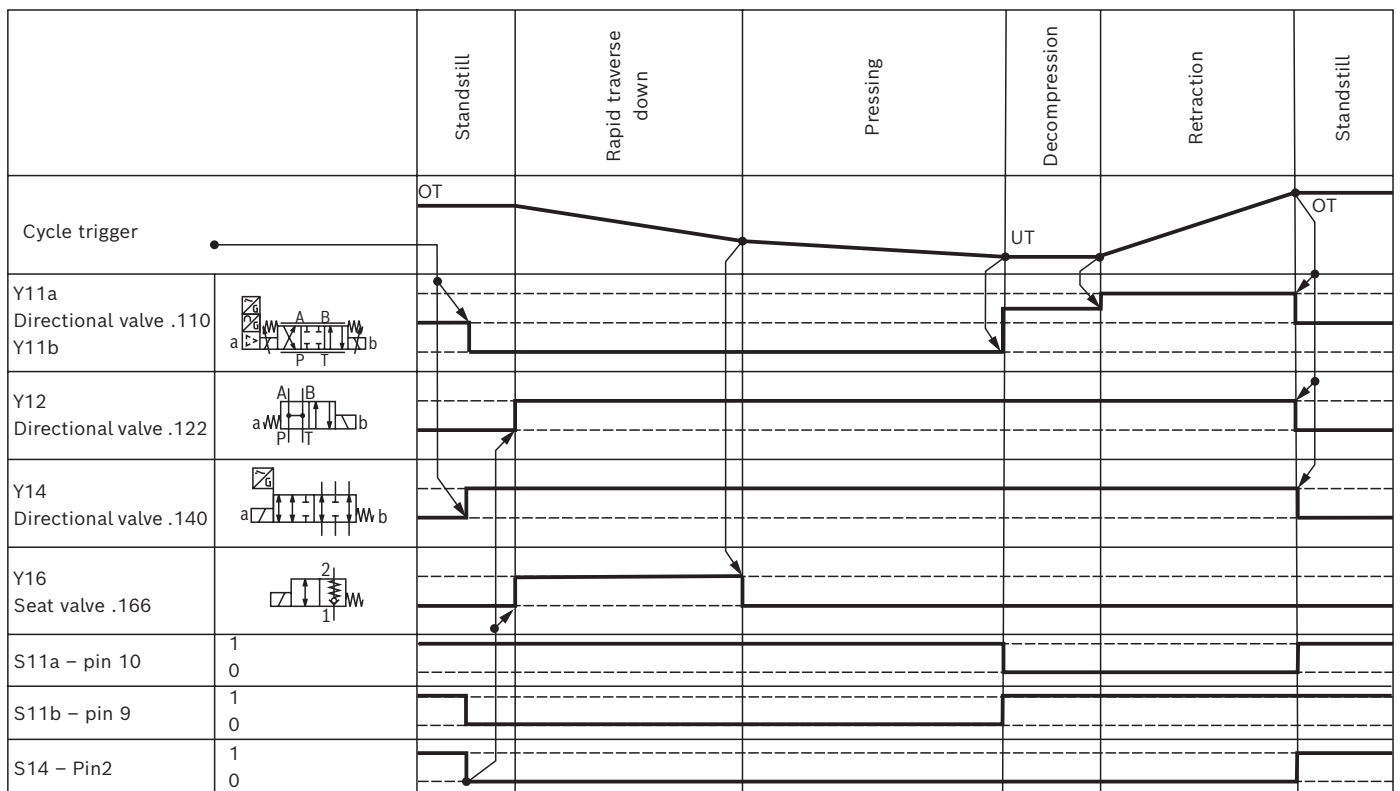 Standstill
Rapid traverse
down
Pressing
Decompression
Retraction
Standstill
Cycle trigger
OT
UT
OT
Y11a
Directional valve .110
Y11b
a
A B
P T
b
Y12
Directional valve .122
A B
a
b
P T
Y14
Directional valve .140
a
b
Y16
Seat valve .166
2
1
S11a – pin 10
1
0
S11b – pin 9
1
0
S14 – Pin2
1
0